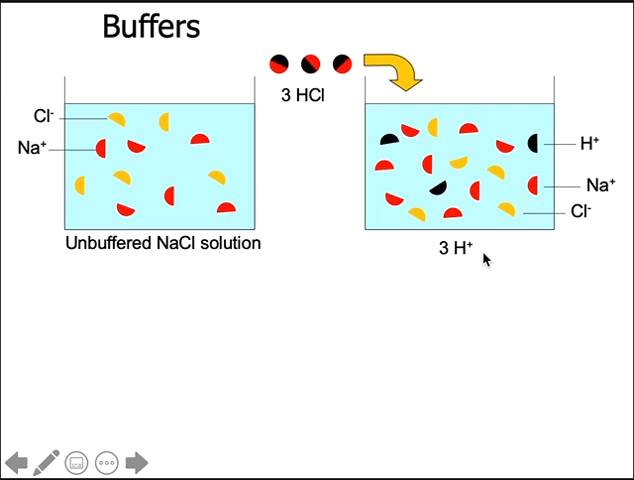 Buffers
3 HCl
Cl⁻
Na⁺
H⁺
Na⁺
Cl⁻
Unbuffered NaCl solution
3 H⁺